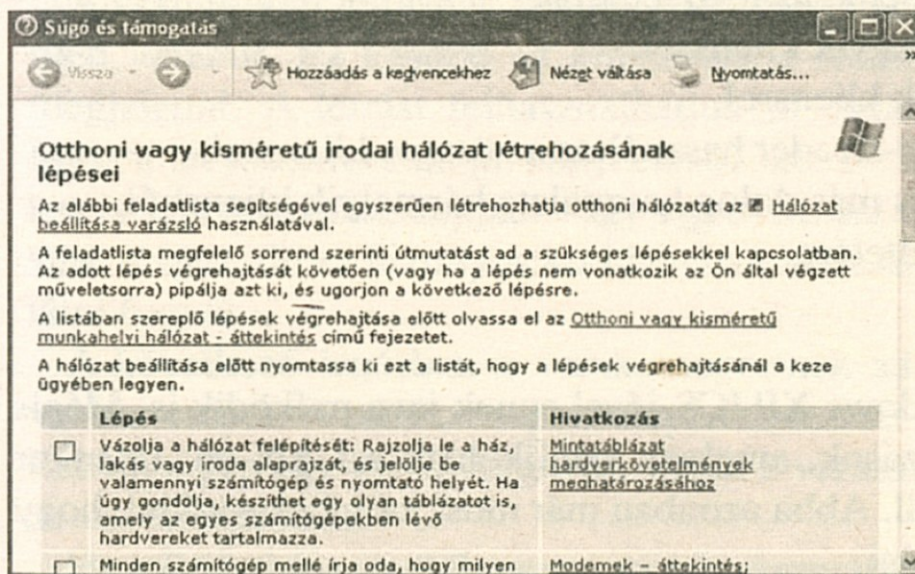 Súgó és támogatás
Vissza Hozzáadás a kedvencekhez Nézet váltása Nyomtatás... »
Otthoni vagy kisméretű irodai hálózat létrehozásának
lépései
Az alábbi feladatlista segítségével egyszerűen létrehozhatja otthoni hálózatát az Hálózat
beállítása varázsló használatával.
A feladatlista megfelelő sorrend szerinti útmutatást ad a szükséges lépésekkel kapcsolatban.
Az adott lépés végrehajtását követően (vagy ha a lépés nem vonatkozik az Ön által végzett
műveletsorra) pipálja azt ki, és ugorjon a következő lépésre.
A listában szereplő lépések végrehajtása előtt olvassa el az Otthoni vagy kisméretű
munkahelyi hálózat - áttekintés című fejezetet.
A hálózat beállítása előtt nyomtassa ki ezt a listát, hogy a lépések végrehajtásánál a keze
ügyében legyen.
Lépés Hivatkozás
Vázolja a hálózat felépítését: Rajzolja le a ház, Mintatáblázat
lakás vagy iroda alaprajzát, és jelölje be hardverkövetelmények
valamennyi számítógép és nyomtató helyét. Ha meghatározásához
úgy gondolja, készíthet egy olyan táblázatot is,
amely az egyes számítógépekben lévő
hardvereket tartalmazza.
Minden számítógép mellé írja oda, hogy milyen Modemek – áttekintés;